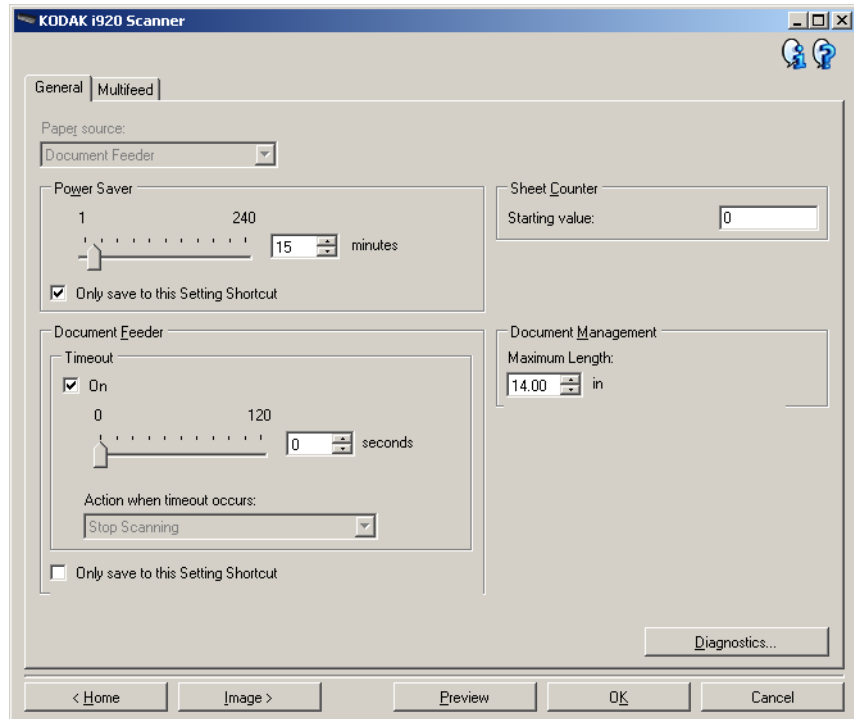 KODAK i920 Scanner
General Multifeed
Paper source:
Document Feeder
Power Saver
1 240
15 minutes
Only save to this Setting Shortcut
Sheet Counter
Starting value: 0
Document Feeder
Timeout
On
0 120
0 seconds
Action when timeout occurs:
Stop Scanning
Only save to this Setting Shortcut
Document Management
Maximum Length:
14.00 in
Diagnostics...
< Home Image > Preview OK Cancel